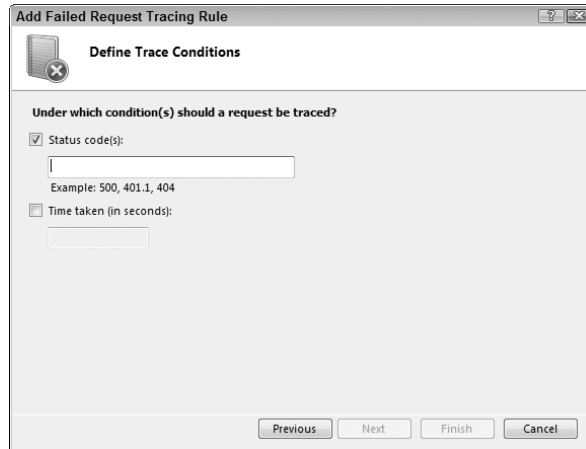 Add Failed Request Tracing Rule
Define Trace Conditions
Under which condition(s) should a request be traced?
Status code(s):
Example: 500, 401.1, 404
Time taken (in seconds):
Previous Next Finish Cancel